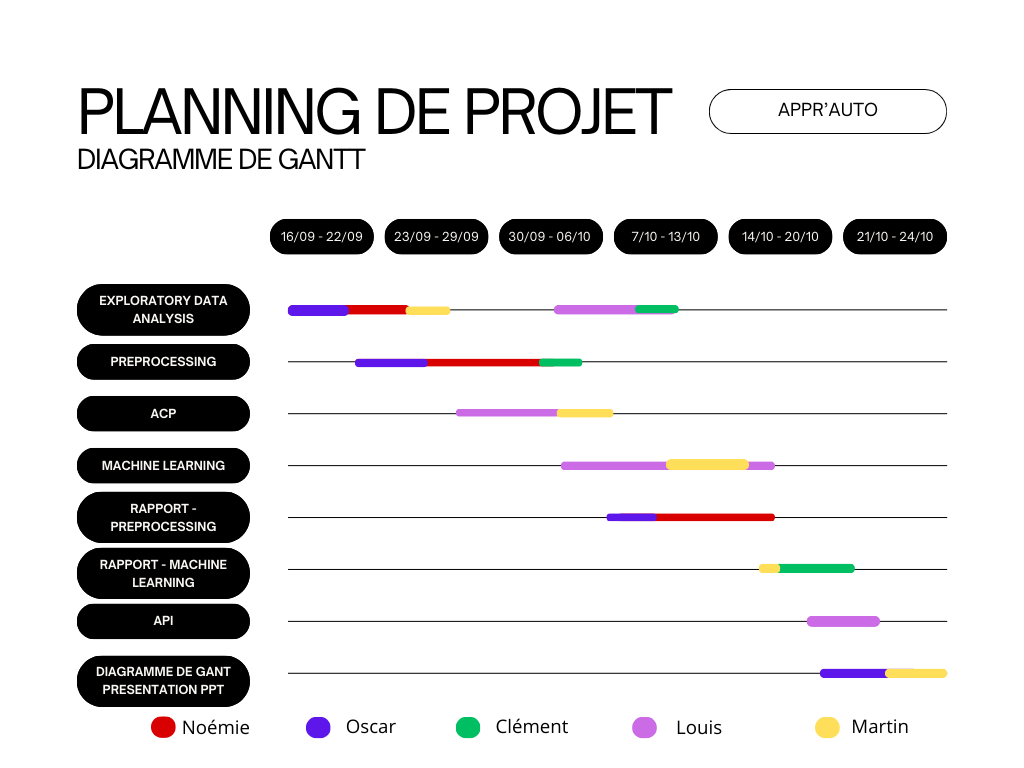 PLANNING DE PROJET
APPR'AUTO
DIAGRAMME DE GANTT
16/09 - 22/09
23/09 - 29/09
30/09 - 06/10
7/10 - 13/10
14/10 - 20/10
21/10 - 24/10
EXPLORATORY DATA
ANALYSIS
PREPROCESSING
ACP
MACHINE LEARNING
RAPPORT -
PREPROCESSING
RAPPORT - MACHINE
LEARNING
API
DIAGRAMME DE GANT
PRESENTATION PPT
Noémie
Oscar
Clément
Louis
Martin